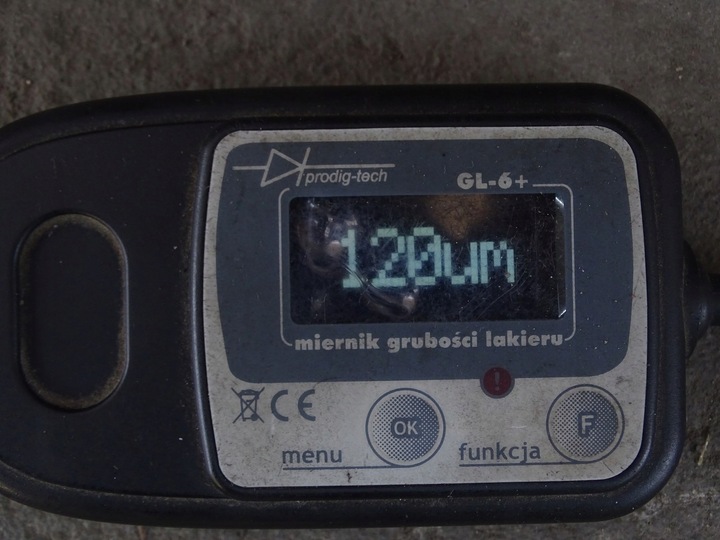 prodig-tech
GL-6+
120um
miernik grubości lakieru
!
CE
OK
F
menu
funkcja